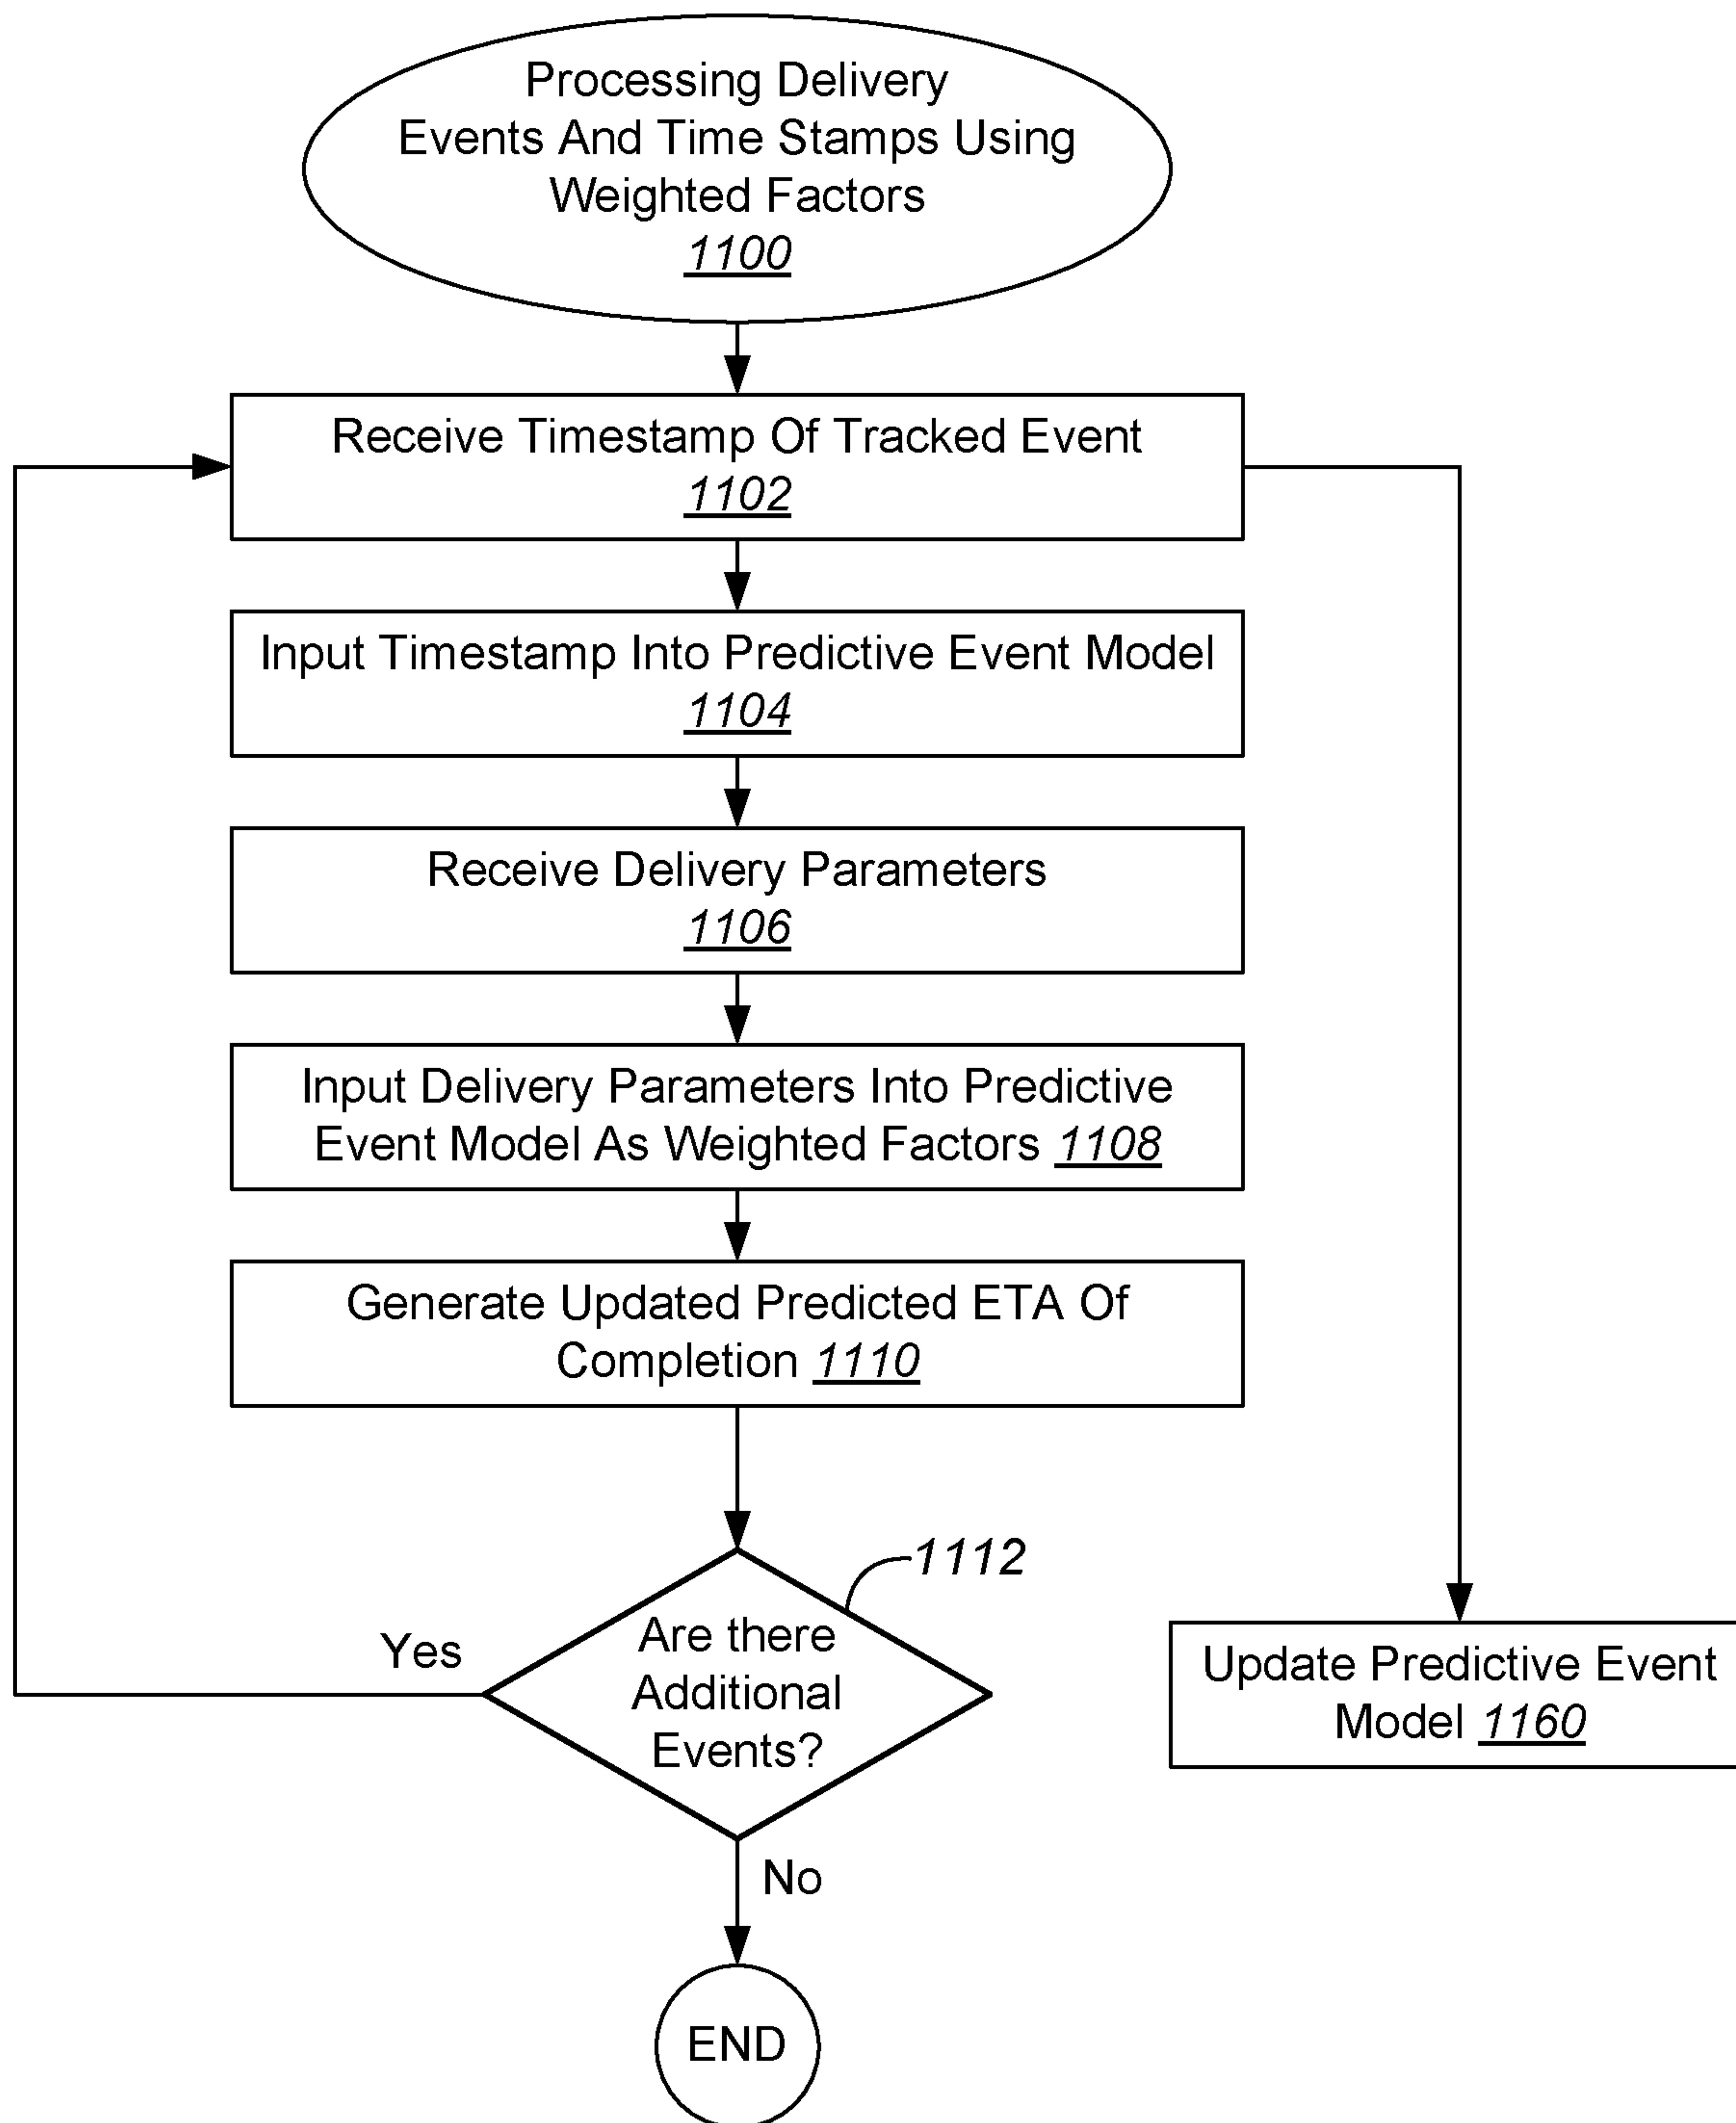 Processing Delivery
Events And Time Stamps Using
Weighted Factors
1100
Receive Timestamp Of Tracked Event
1102
Input Timestamp Into Predictive Event Model
1104
Receive Delivery Parameters
1106
Input Delivery Parameters Into Predictive
Event Model As Weighted Factors 1108
Generate Updated Predicted ETA Of
Completion 1110
1112
Are there
Additional
Events?
Yes
No
Update Predictive Event
Model 1160
END